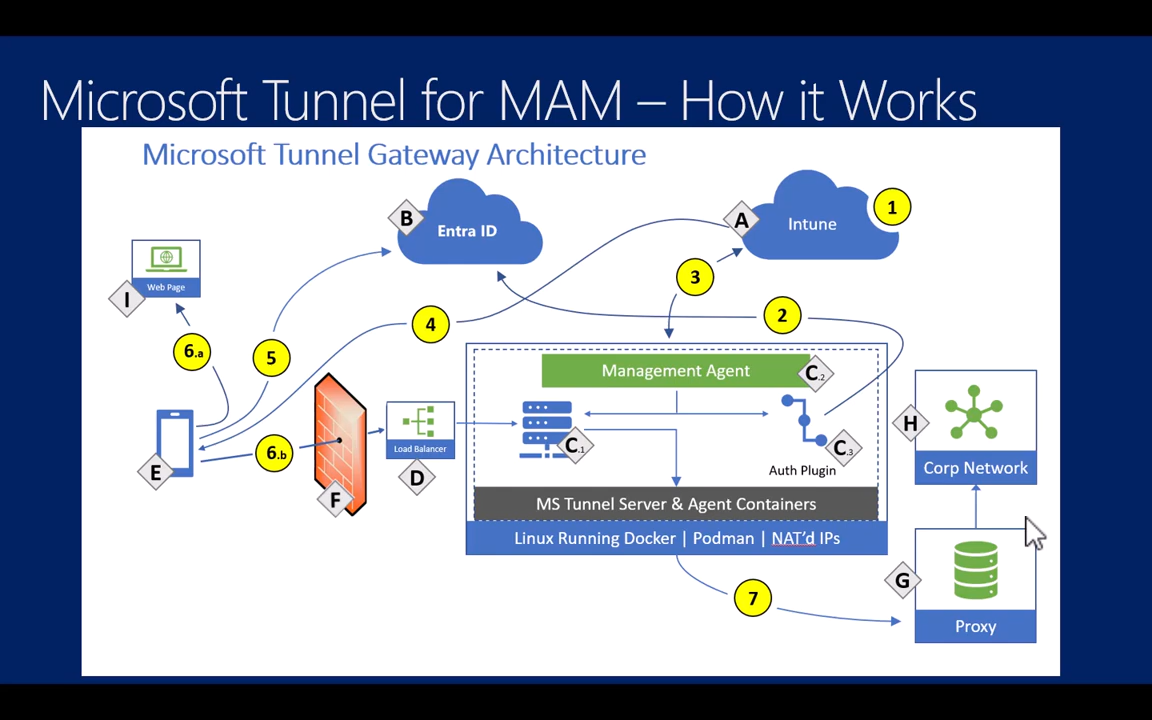 Microsoft Tunnel for MAM – How it Works
Microsoft Tunnel Gateway Architecture
B
Entra ID
A
Intune
1
Web Page
I
3
4
2
6.a
5
Management Agent
C.2
E
6.b
F
Load Balancer
D
C.1
C.3
Auth Plugin
H
Corp Network
MS Tunnel Server & Agent Containers
Linux Running Docker | Podman | NAT'd IPs
7
G
Proxy